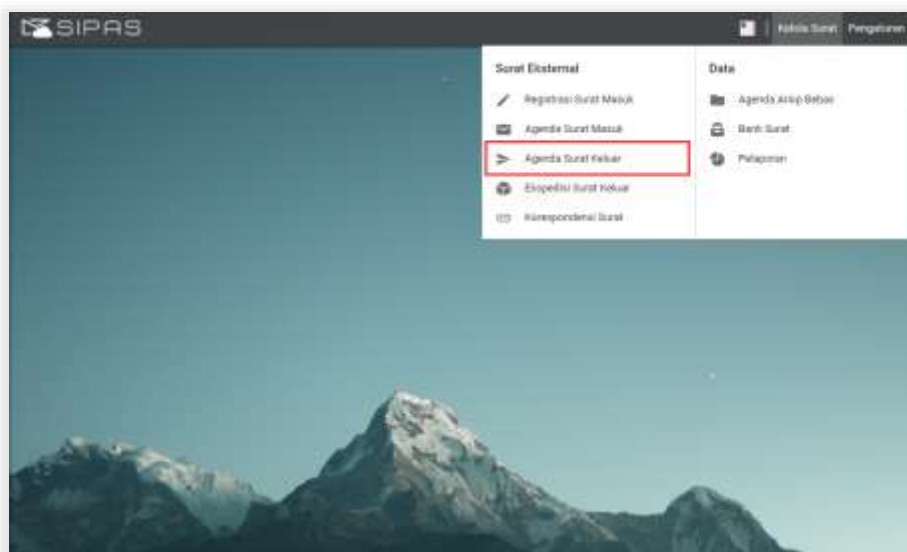 SIPAS
Kelola Surat Pengaturan
Surat Eksternal
Registrasi Surat Masuk
Agenda Surat Masuk
Agenda Surat Keluar
Ekspedisi Surat Keluar
Korespondensi Surat
Data
Agenda Arsip Bebas
Bank Surat
Pelaporan